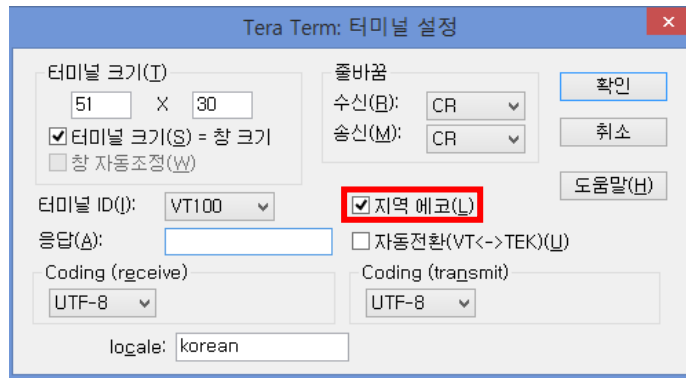 Tera Term: 터미널 설정
x
터미널 크기(T)
51 X 30
터미널 크기(S) = 창 크기
창 자동조정(W)
줄바꿈
수신(R): CR
송신(M): CR
확인
취소
도움말(H)
터미널 ID(I): VT100
지역 에코(L)
응답(A):
자동전환(VT<->TEK)(U)
Coding (receive)
UTF-8
Coding (transmit)
UTF-8
locale: korean